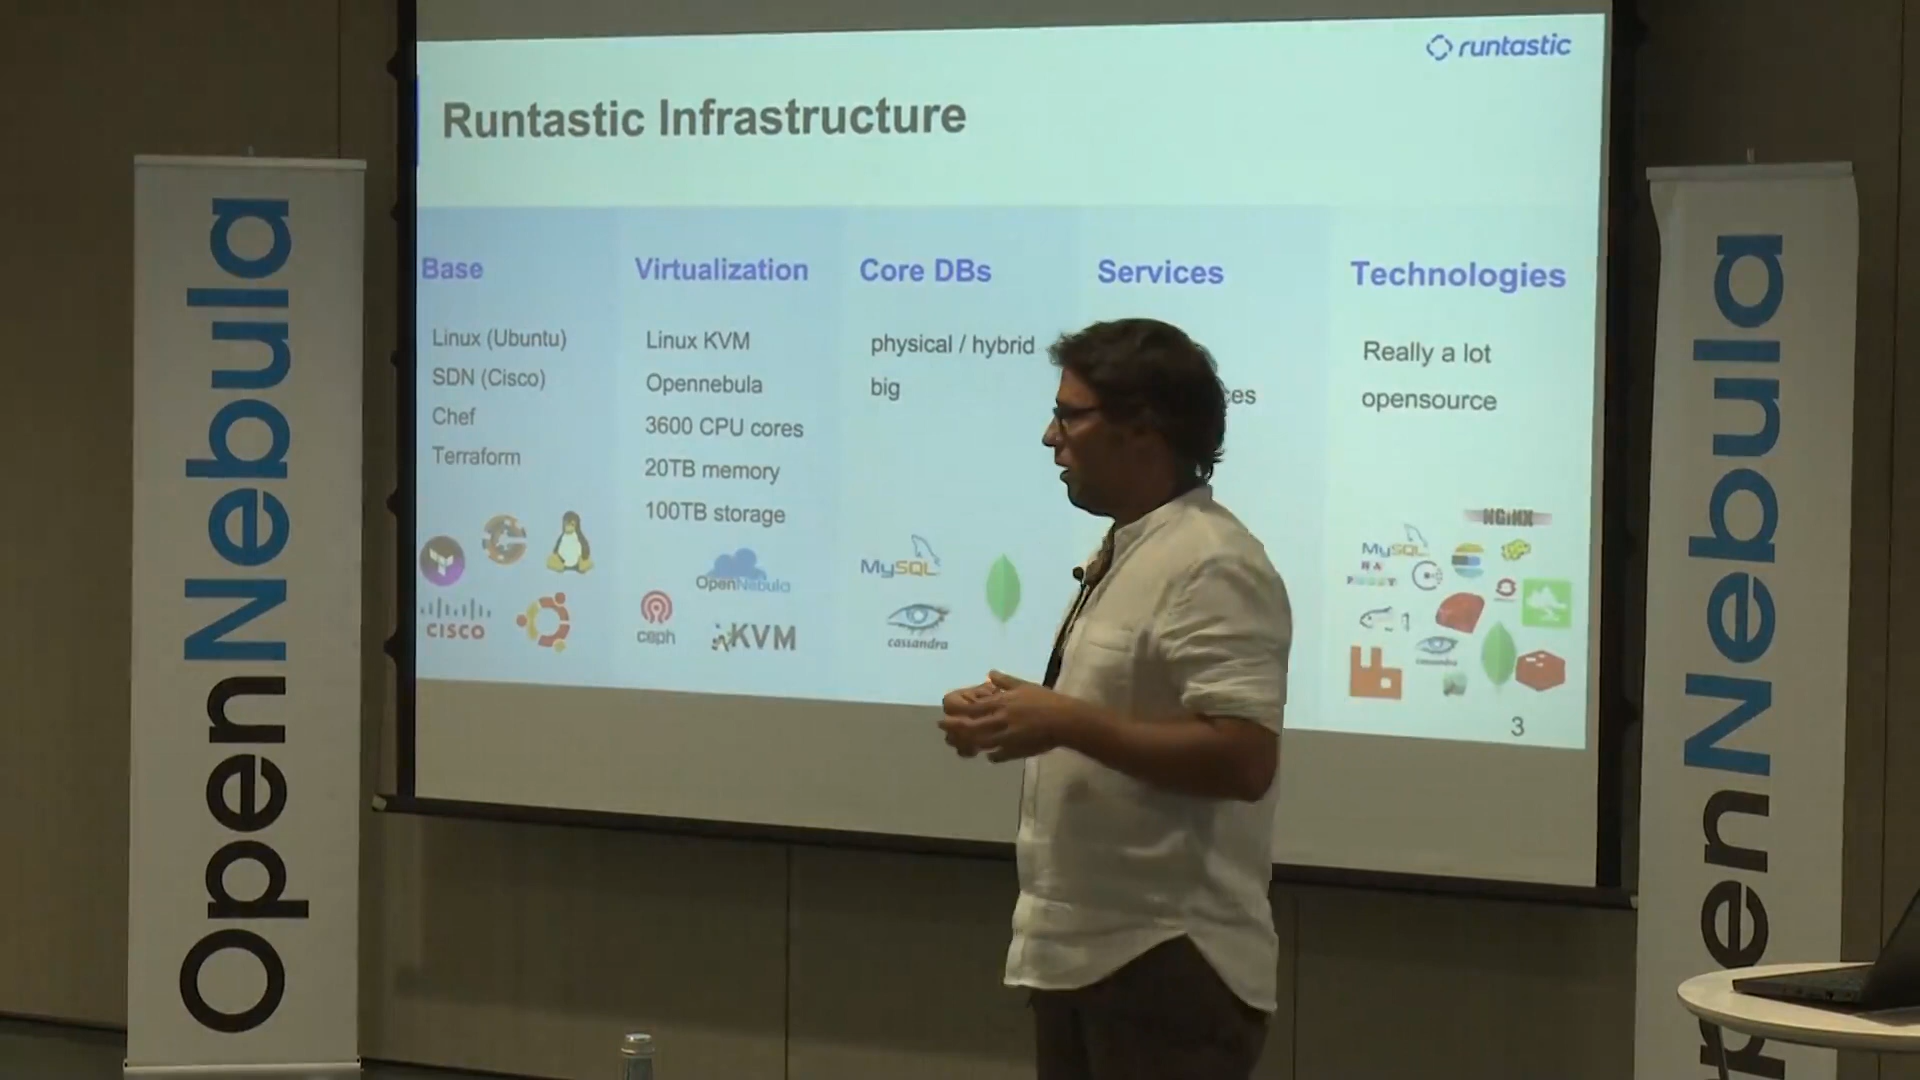 runtastic
Runtastic Infrastructure
Base
Linux (Ubuntu)
SDN (Cisco)
Chef
Terraform
CISCO
Virtualization
Linux KVM
Opennebula
3600 CPU cores
20TB memory
100TB storage
OpenNebula
ceph
KVM
Core DBs
physical / hybrid
big
MySQL
cassandra
Services
ces
Technologies
Really a lot
opensource
NGiNX
MySQL
cassandra
3
OpenNebula
penNebula